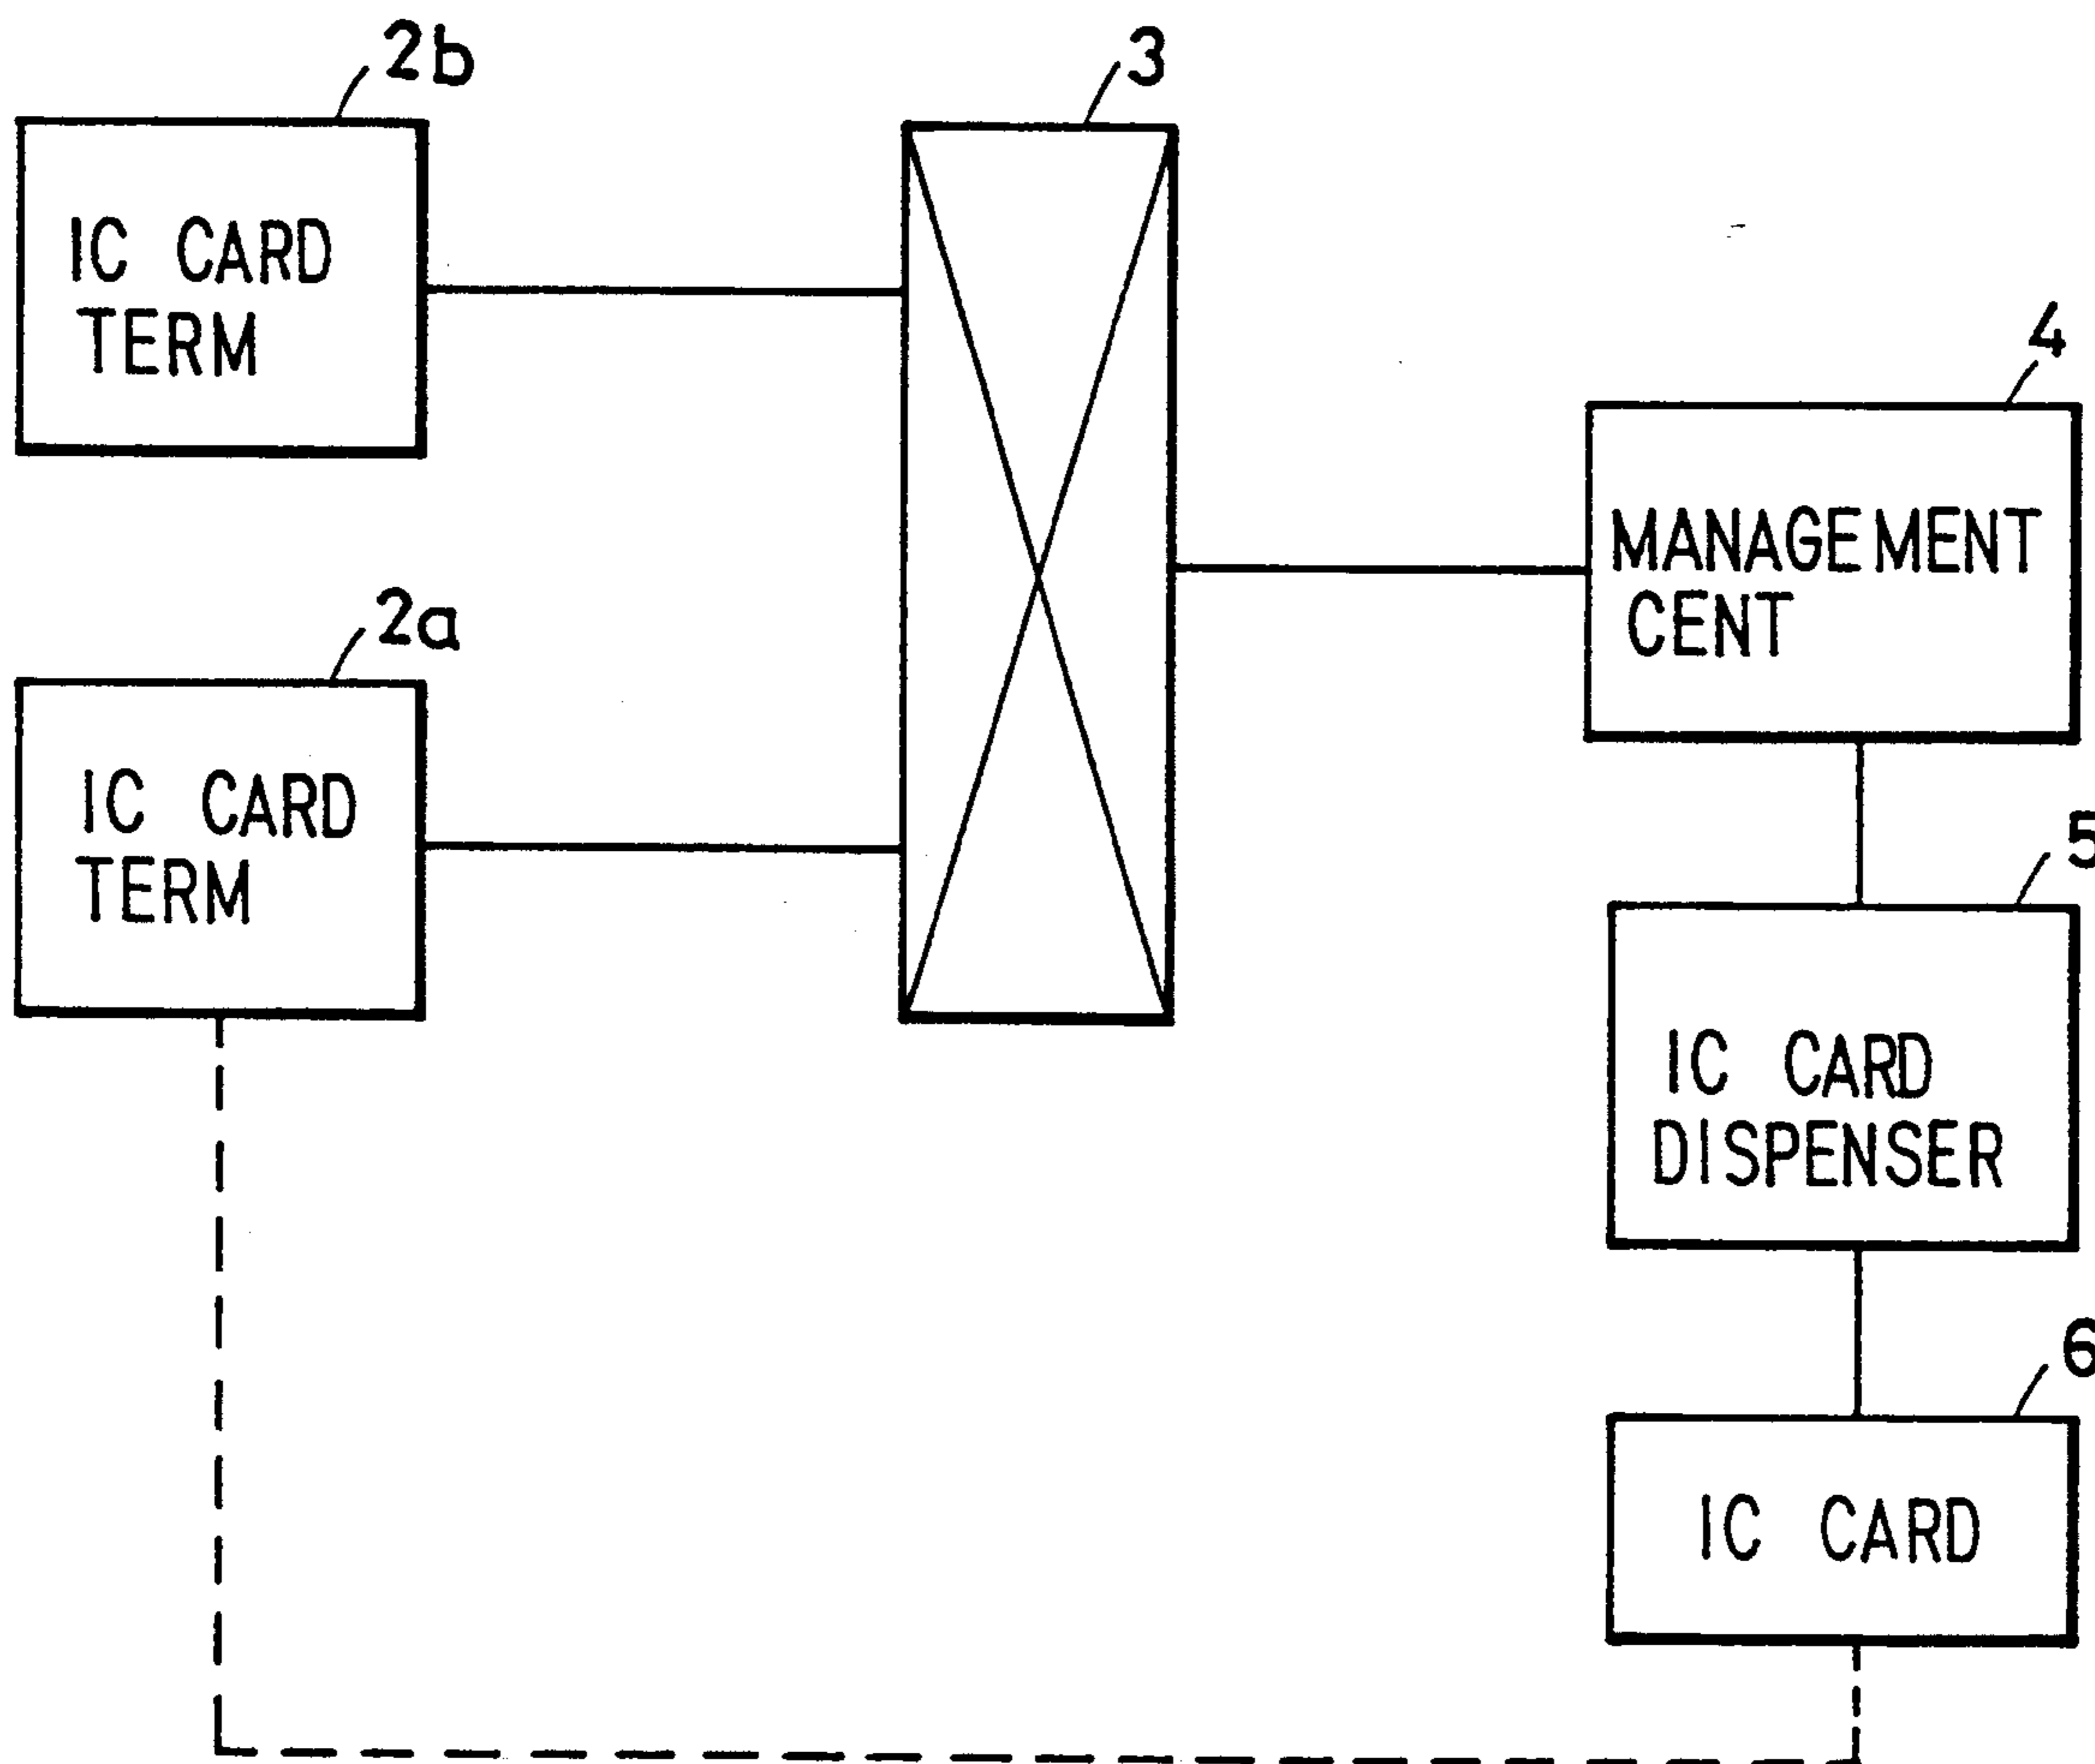 2b
IC CARD
TERM
3
4
MANAGEMENT
CENT
2a
IC CARD
TERM
5
IC CARD
DISPENSER
6
IC CARD